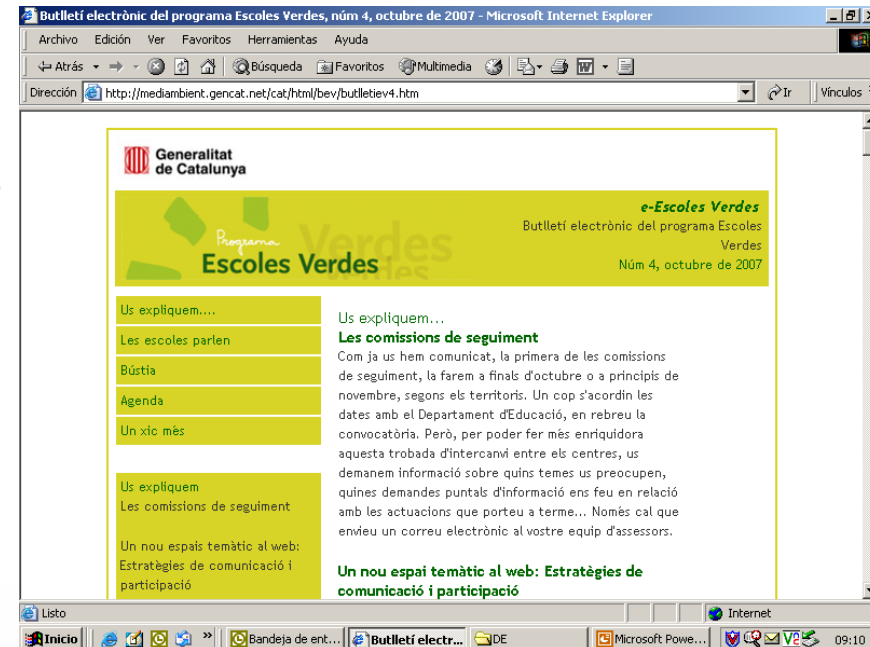 Butlletí electrònic del programa Escoles Verdes, núm 4, octubre de 2007 - Microsoft Internet Explorer
Archivo Edición Ver Favoritos Herramientas Ayuda
Atrás Búsqueda Favoritos Multimedia
Dirección http://mediambient.gencat.net/cat/html/bev/butlletiev4.htm Ir Vínculos
Generalitat
de Catalunya
Programa
Verdes
Escoles Verdes
Verdes
e-Escoles Verdes
Butlletí electrònic del programa Escoles
Verdes
Núm 4, octubre de 2007
Us expliquem....
Les escoles parlen
Bústia
Agenda
Un xic més
Us expliquem
Les comissions de seguiment
Un nou espais temàtic al web:
Estratègies de comunicació i
participació
Us expliquem...
Les comissions de seguiment
Com ja us hem comunicat, la primera de les comissions
de seguiment, la farem a finals d'octubre o a principis de
novembre, segons els territoris. Un cop s'acordin les
dates amb el Departament d'Educació, en rebreu la
convocatòria. Però, per poder fer més enriquidora
aquesta trobada d'intercanvi entre els centres, us
demanem informació sobre quins temes us preocupen,
quines demandes puntals d'informació ens feu en relació
amb les actuacions que porteu a terme... Només cal que
envieu un correu electrònic al vostre equip d'assessors.
Un nou espai temàtic al web: Estratègies de
comunicació i participació
Listo Internet
Inicio » Bandeja de ent... Butlletí electr... DE Microsoft Powe... 09:10